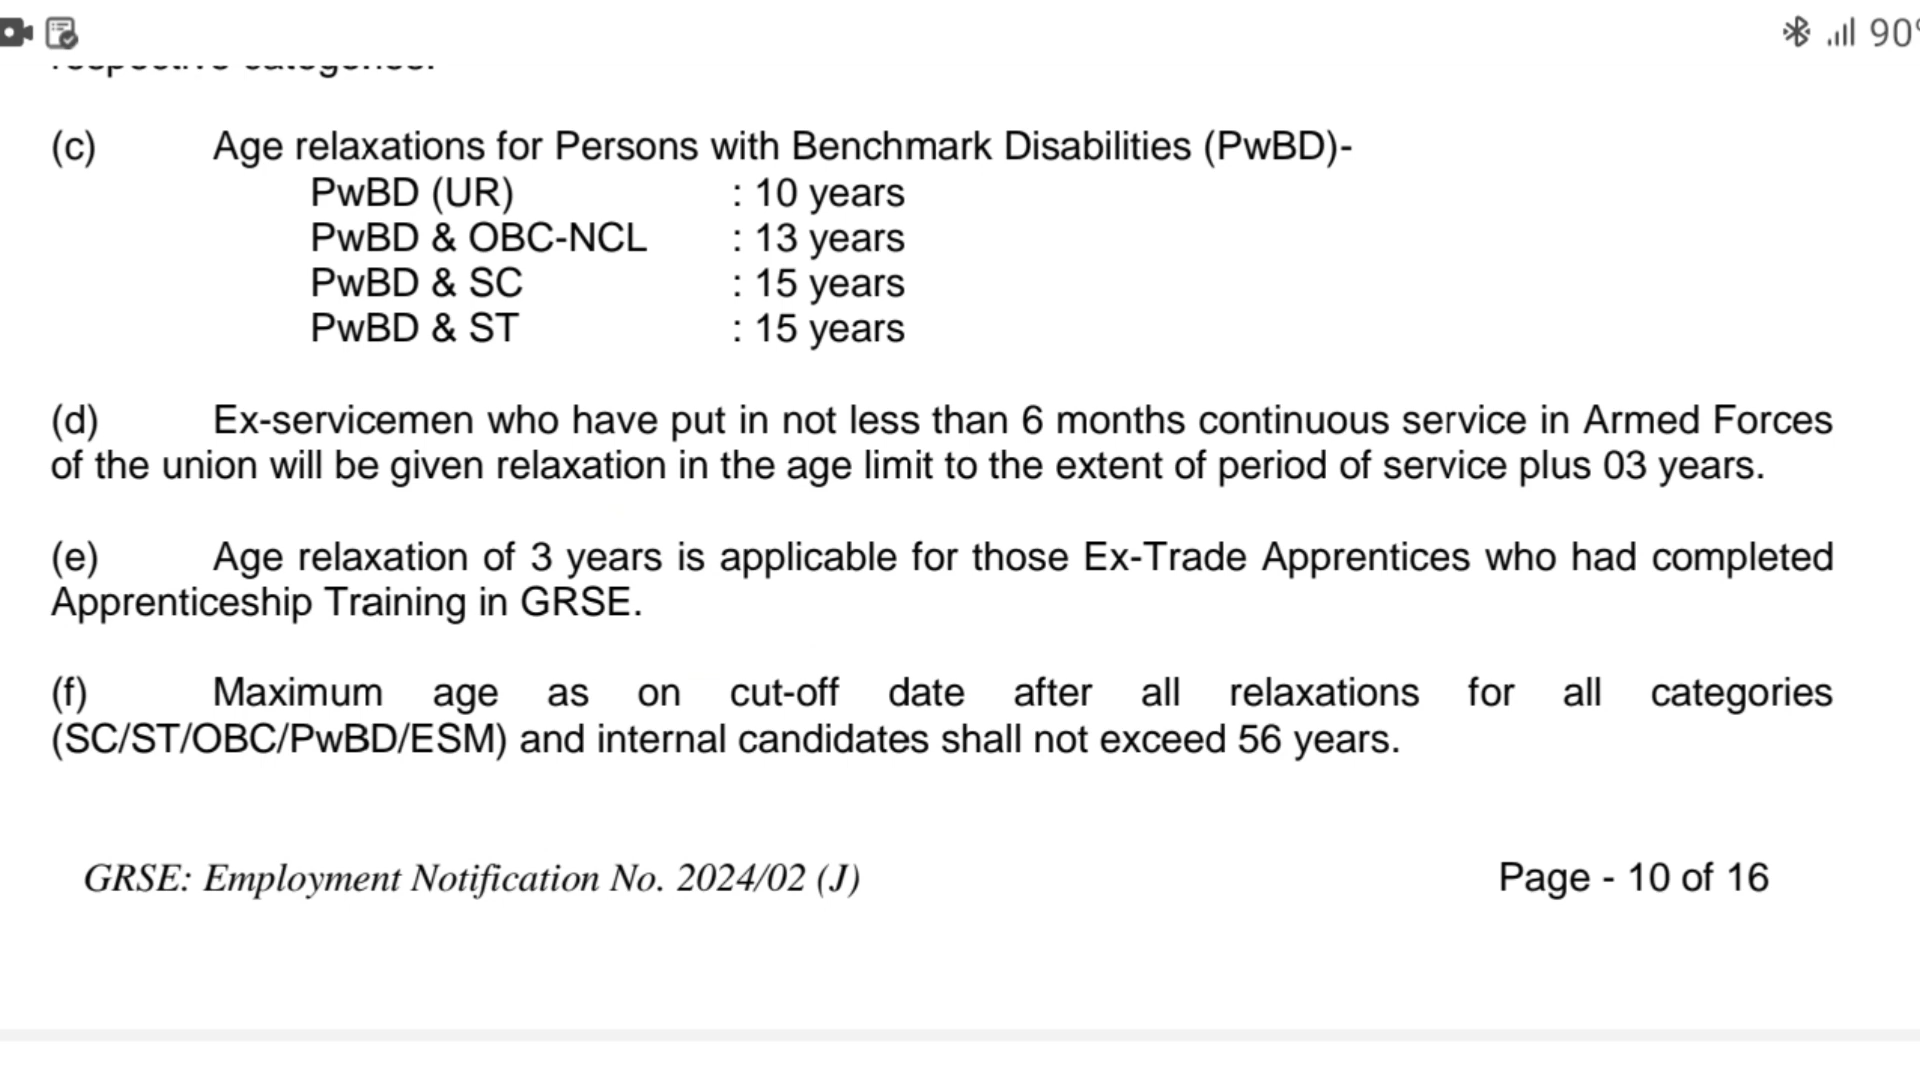 90
(c) Age relaxations for Persons with Benchmark Disabilities (PwBD)-
PwBD (UR) : 10 years
PwBD & OBC-NCL : 13 years
PwBD & SC : 15 years
PwBD & ST : 15 years
(d) Ex-servicemen who have put in not less than 6 months continuous service in Armed Forces
of the union will be given relaxation in the age limit to the extent of period of service plus 03 years.
(e) Age relaxation of 3 years is applicable for those Ex-Trade Apprentices who had completed
Apprenticeship Training in GRSE.
(f) Maximum age as on cut-off date after all relaxations for all categories
(SC/ST/OBC/PwBD/ESM) and internal candidates shall not exceed 56 years.
GRSE: Employment Notification No. 2024/02 (J) Page - 10 of 16